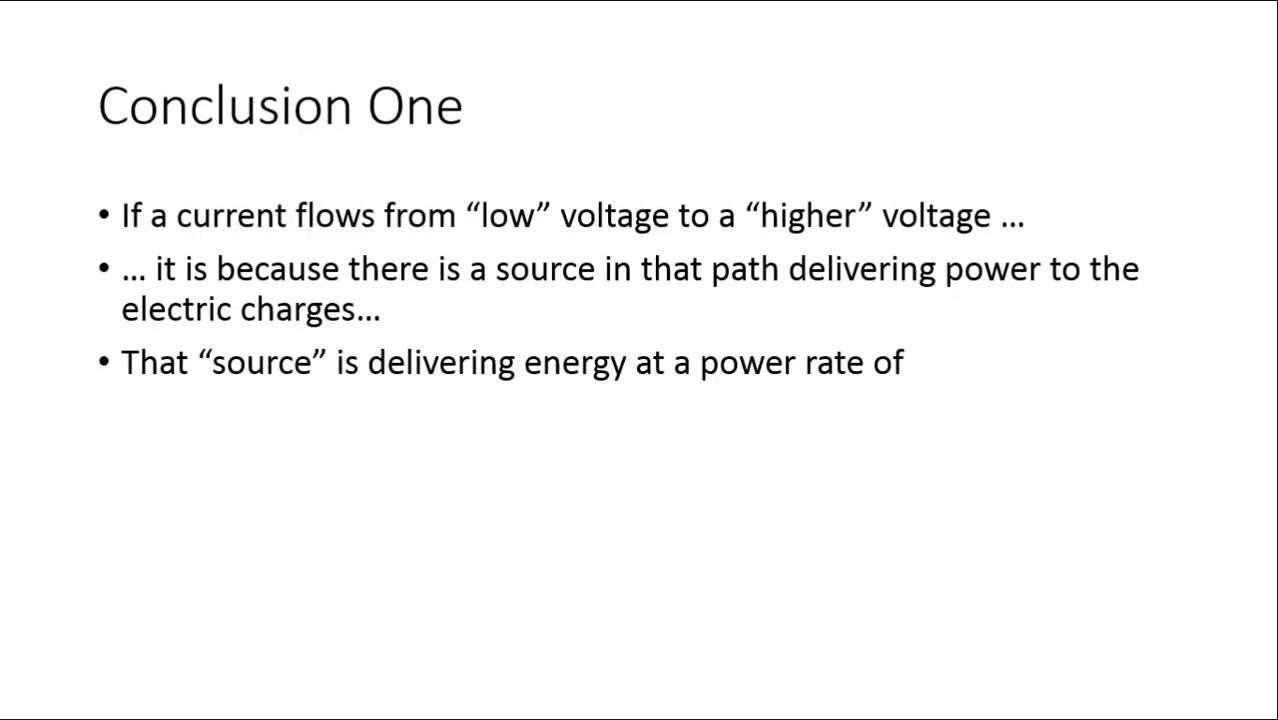 Conclusion One
• If a current flows from “low” voltage to a “higher” voltage …
• … it is because there is a source in that path delivering power to the
electric charges…
• That “source” is delivering energy at a power rate of